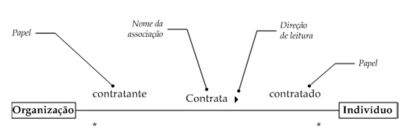 Papel
Nome da
associação
Direção
de leitura
Papel
contratante
Contrata
contratado
Organização
Indivíduo
*
*